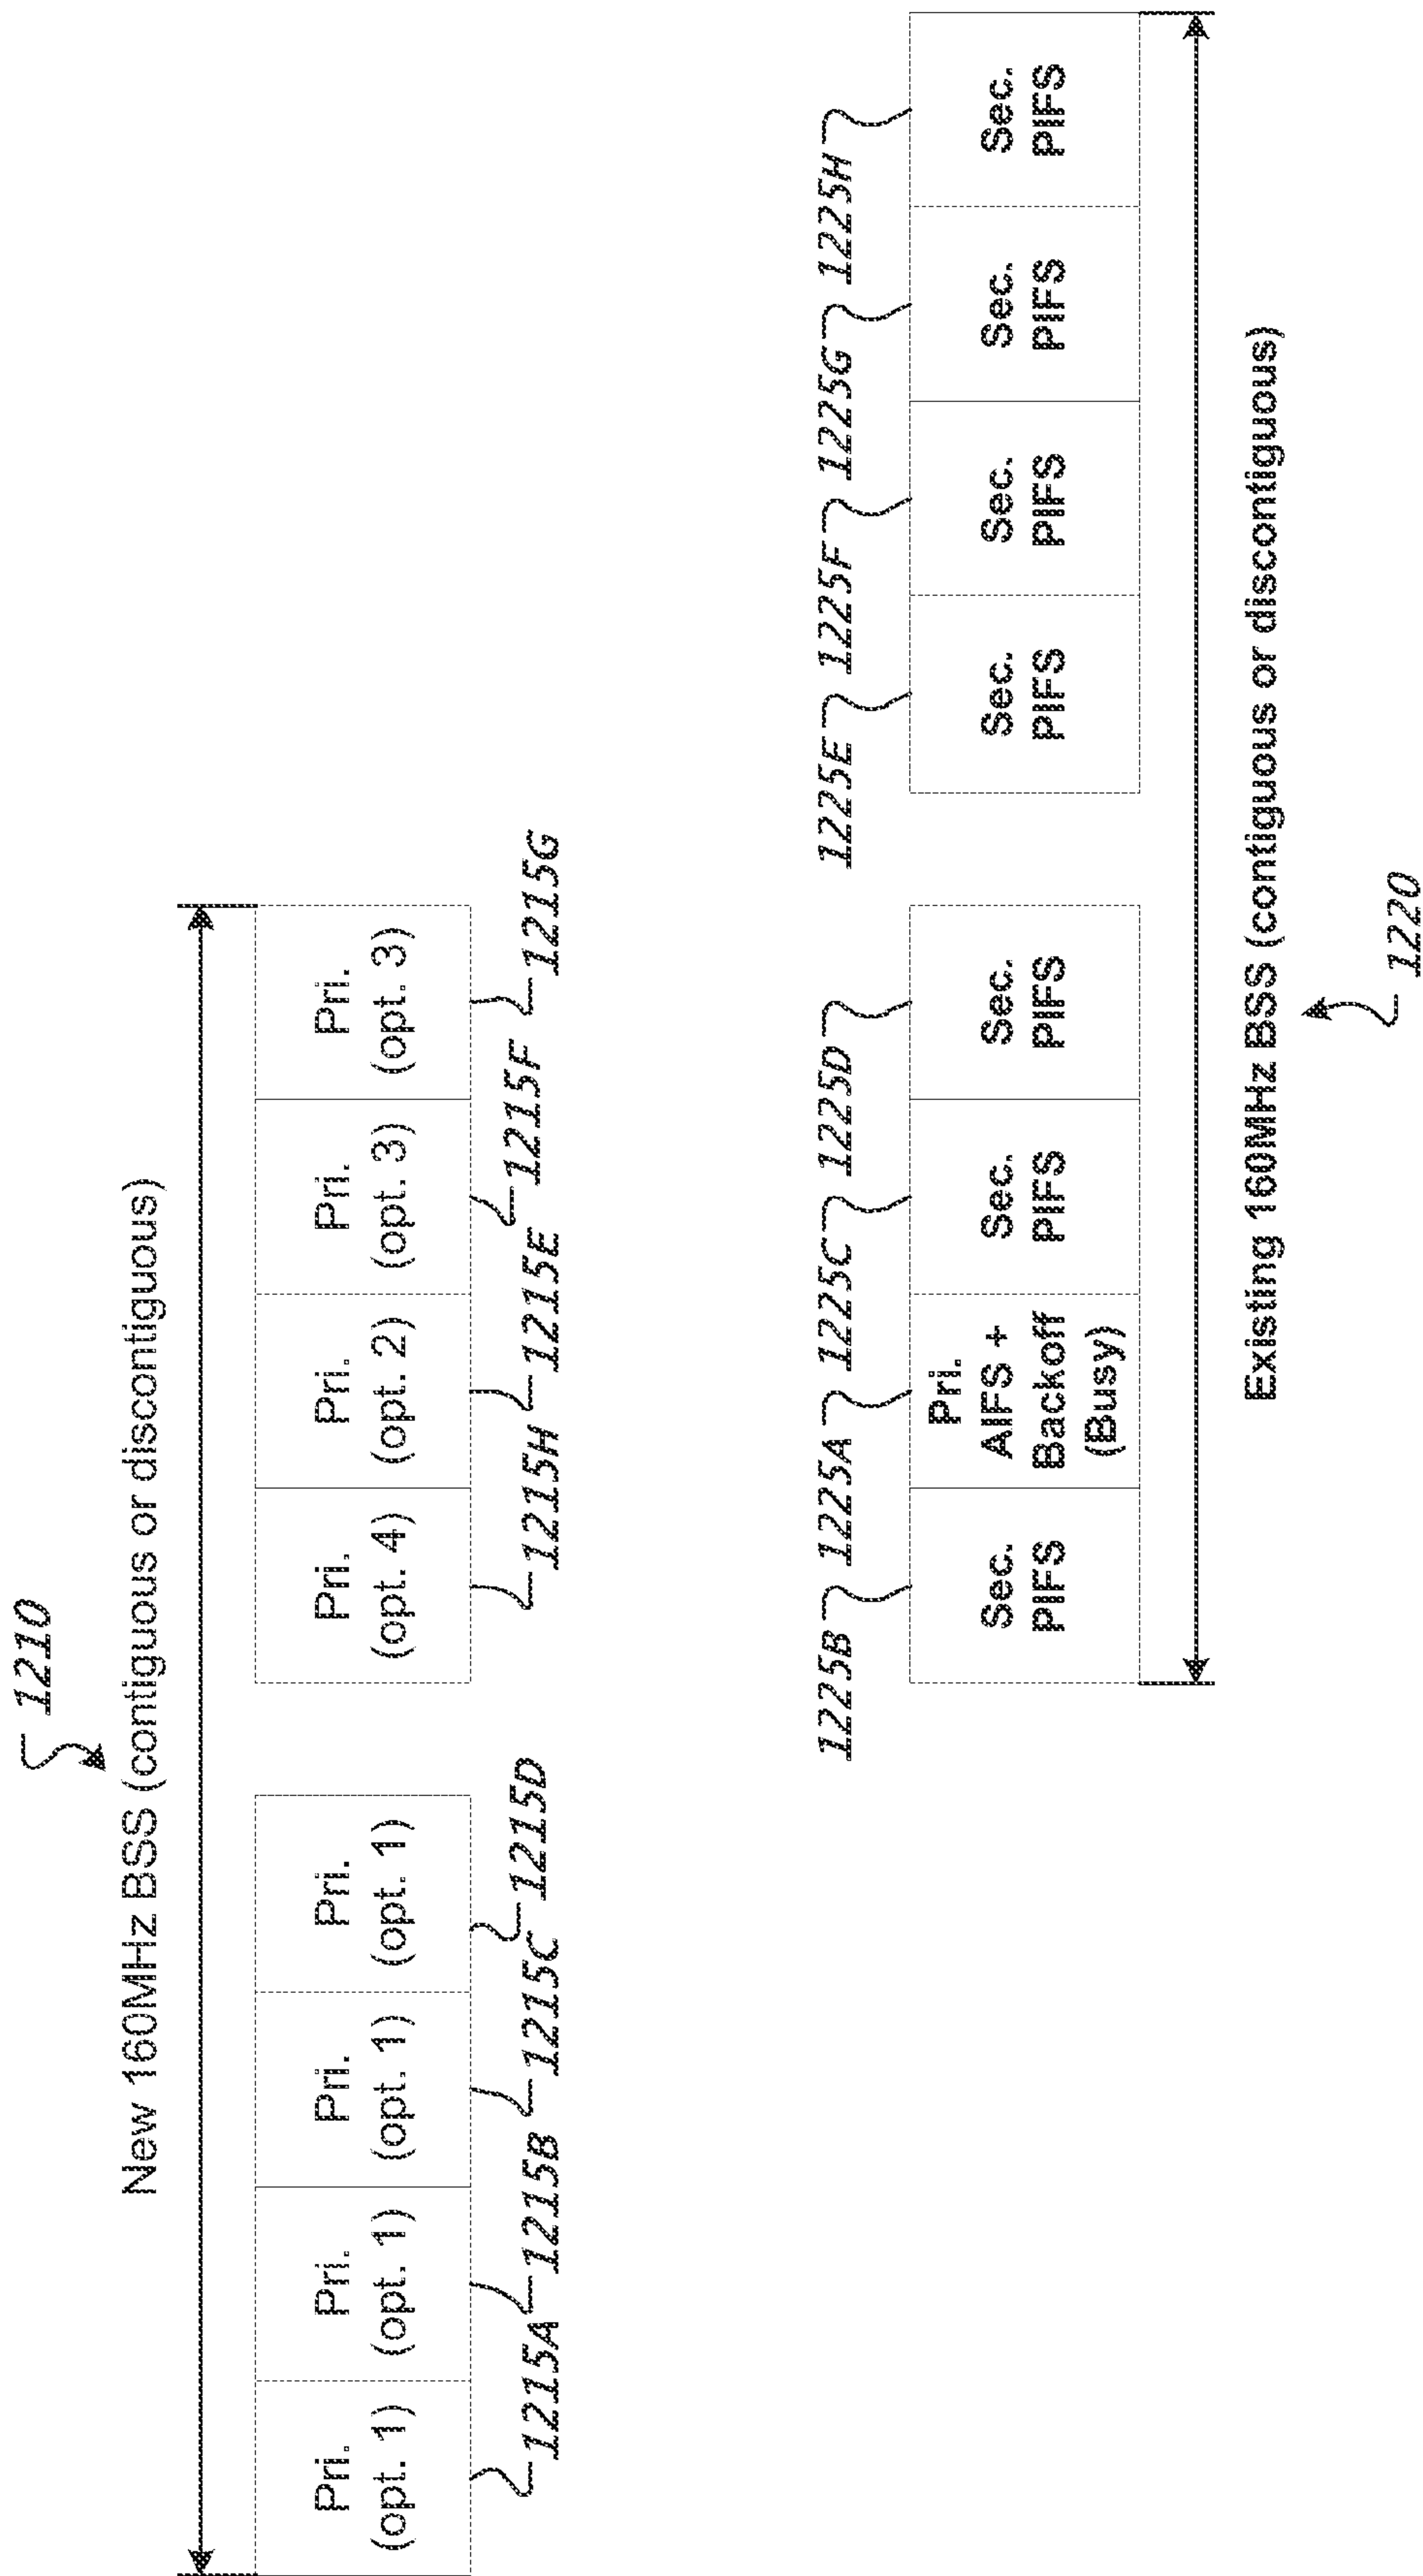 1210
New 160MHz BSS (contiguous or discontiguous)
Pri.
(opt. 1)
Pri.
(opt. 1)
Pri.
(opt. 1)
Pri.
(opt. 1)
Pri.
(opt. 4)
Pri.
(opt. 2)
Pri.
(opt. 3)
Pri.
(opt. 3)
1215A
1215B
1215C
1215D
1215H
1215E
1215F
1215G
1225B
1225A
1225C
1225D
1225E
1225F
1225G
1225H
Sec.
PIFS
Pri.
AIFS +
Backoff
(Busy)
Sec.
PIFS
Sec.
PIFS
Sec.
PIFS
Sec.
PIFS
Sec.
PIFS
Sec.
PIFS
Existing 160MHz BSS (contiguous or discontiguous)
1220